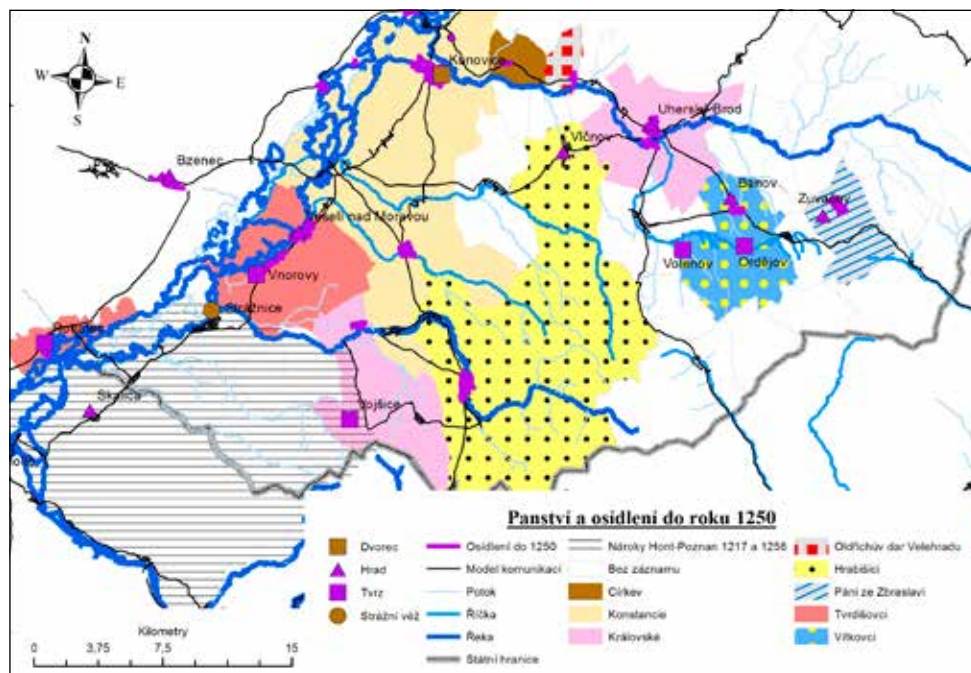 N
W E
S
Kunovice
Uherský Brod
Vlčnov
Bzenec
Bánov
Zuvačov
Veselí nad Moravou
Volenov
Ordějov
Vnorovy
Strážnice
Skalica
Panství a osídlení do roku 1250
Dvorec
Hrad
Tvrz
Strážní věž
Osídlení do 1250
Model komunikací
Potok
Říčka
Řeka
Státní hranice
Nároky Hont-Poznan 1217 a 1256
Bez záznamu
Církev
Konstancie
Královské
Oldřichův dar Velehradu
Hrabišici
Páni ze Zbraslavi
Tvrdišovci
Vítkovci
Kilometry
0 3,75 7,5 15